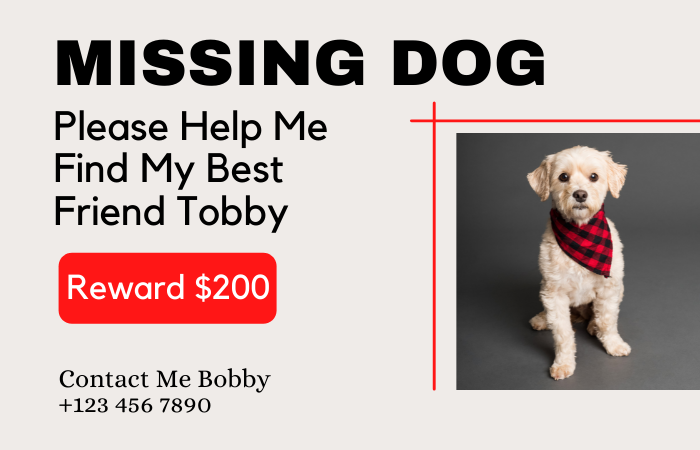 MISSING DOG
Please Help Me
Find My Best
Friend Tobby
Reward $200
Contact Me Bobby
+123 456 7890